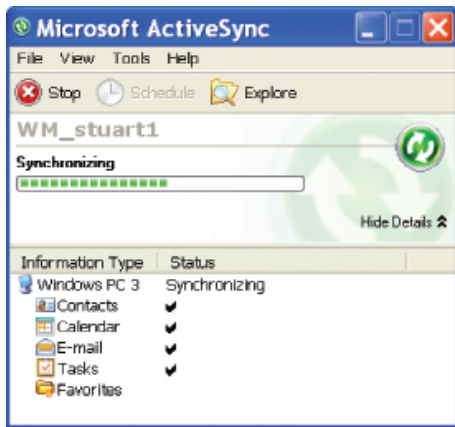 Microsoft ActiveSync
File View Tools Help
Stop Schedule Explore
WM_stuart1
Synchronizing
Hide Details
Information Type Status
Windows PC 3 Synchronizing
Contacts
Calendar
E-mail
Tasks
Favorites